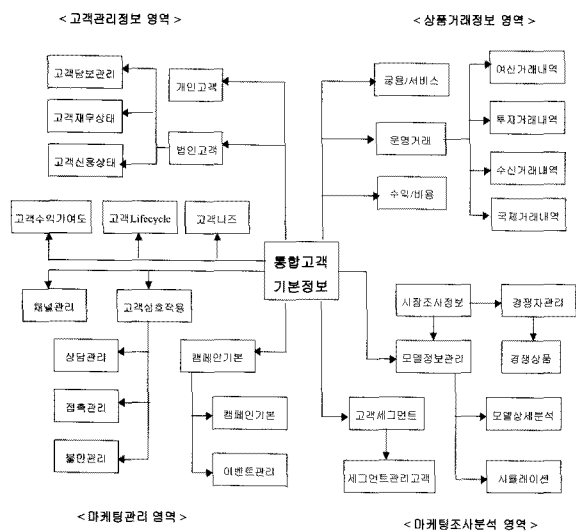 < 고객관리정보 영역 >
< 상품거래정보 영역 >
고객담보관리
고객재무상태
고객신용상태
개인고객
법인고객
금융/서비스
운영거래
수익/비용
여신거래내역
투자거래내역
수신거래내역
국제거래내역
고객수익기여도
고객Lifecycle
고객니즈
통합고객
기본정보
채널관리
고객상호작용
상담관리
접촉관리
불만관리
캠페인기본
캠페인기본
이벤트관리
시장조사정보
경쟁자관리
모델정보관리
경쟁상품
고객세그먼트
세그먼트관리고객
모델상세분석
시뮬레이션
< 마케팅관리 영역 >
< 마케팅조사분석 영역 >